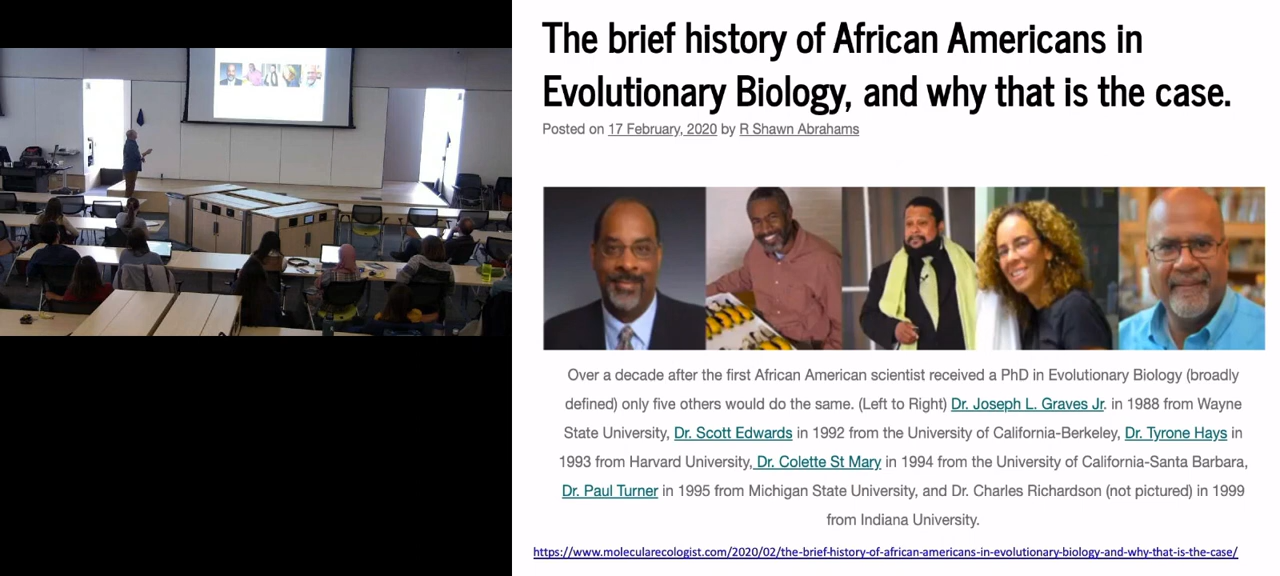 The brief history of African Americans in
Evolutionary Biology, and why that is the case.
Posted on 17 February, 2020 by R Shawn Abrahams
Over a decade after the first African American scientist received a PhD in Evolutionary Biology (broadly
defined) only five others would do the same. (Left to Right) Dr. Joseph L. Graves Jr. in 1988 from Wayne
State University, Dr. Scott Edwards in 1992 from the University of California-Berkeley, Dr. Tyrone Hays in
1993 from Harvard University, Dr. Colette St Mary in 1994 from the University of California-Santa Barbara,
Dr. Paul Turner in 1995 from Michigan State University, and Dr. Charles Richardson (not pictured) in 1999
from Indiana University.
https://www.molecularecologist.com/2020/02/the-brief-history-of-african-americans-in-evolutionary-biology-and-why-that-is-the-case/